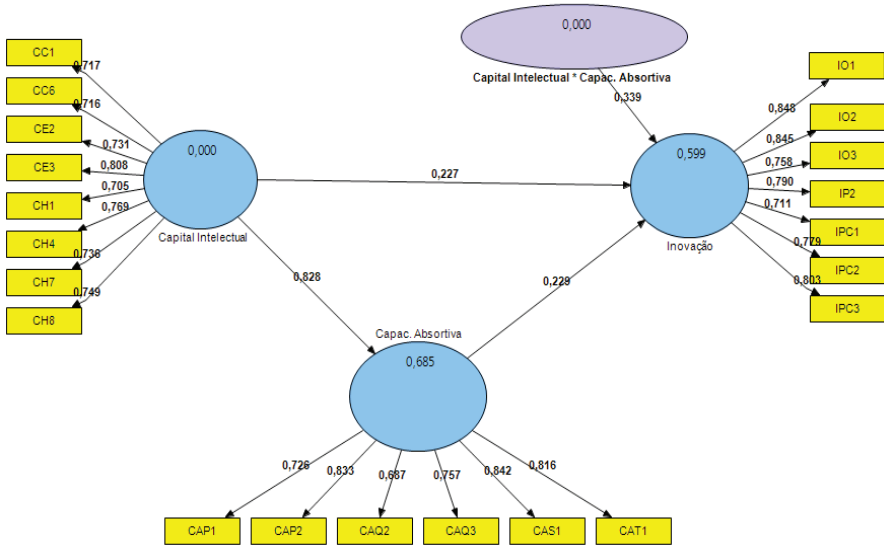 0,000
Capital Intelectual * Capac. Absortiva
0,339
CC1
CC6
CE2
CE3
CH1
CH4
CH7
CH8
0,717
0,716
0,731
0,808
0,705
0,769
0,736
0,749
0,000
Capital Intelectual
0,227
0,828
0,599
Inovação
0,229
0,848
0,845
0,758
0,790
0,711
0,779
0,803
IO1
IO2
IO3
IP2
IPC1
IPC2
IPC3
Capac. Absortiva
0,685
0,726
0,833
0,687
0,757
0,842
0,816
CAP1
CAP2
CAQ2
CAQ3
CAS1
CAT1